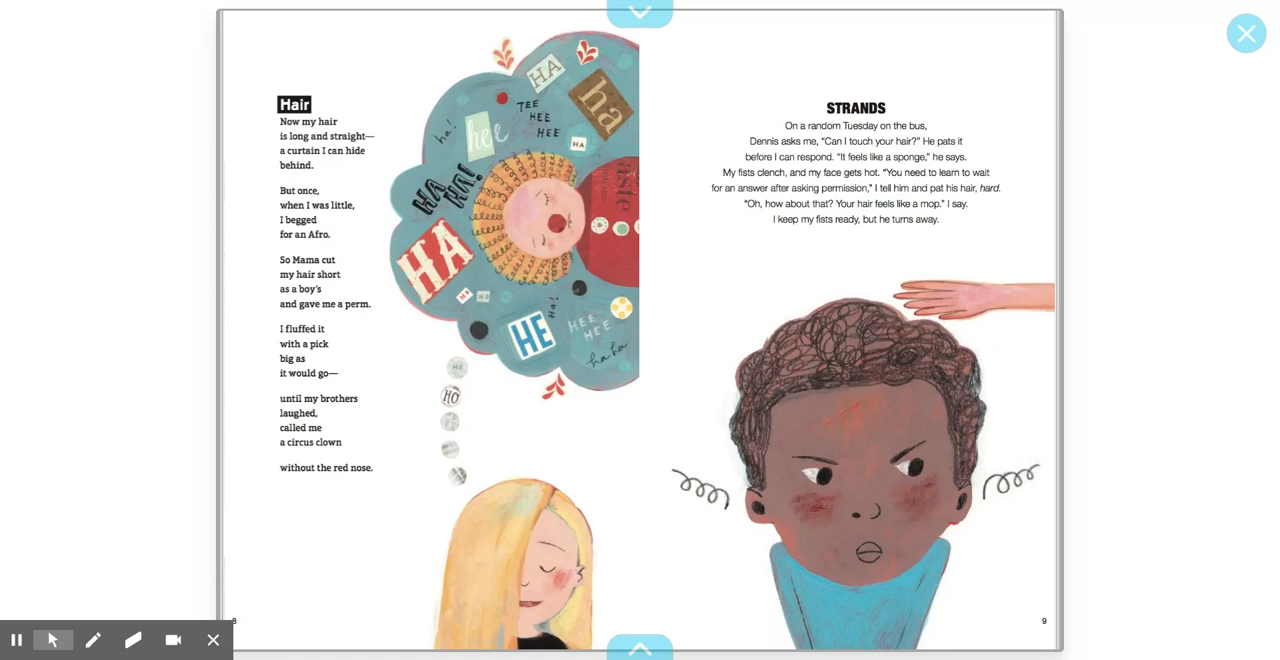 Hair
Now my hair
is long and straight—
a curtain I can hide
behind.
But once,
when I was little,
I begged
for an Afro.
So Mama cut
my hair short
as a boy's
and gave me a perm.
I fluffed it
with a pick
big as
it would go—
until my brothers
laughed,
called me
a circus clown
without the red nose.
HA
ha
TEE
HEE
HEE
ha!
hee
HA
HA
HA!
HA
HE
Ha!
HEE
HEE
ha ha
HE
HO
STRANDS
On a random Tuesday on the bus,
Dennis asks me, “Can I touch your hair?” He pats it
before I can respond. “It feels like a sponge,” he says.
My fists clench, and my face gets hot. “You need to learn to wait
for an answer after asking permission,” I tell him and pat his hair, hard.
“Oh, how about that? Your hair feels like a mop.” I say.
I keep my fists ready, but he turns away.
9